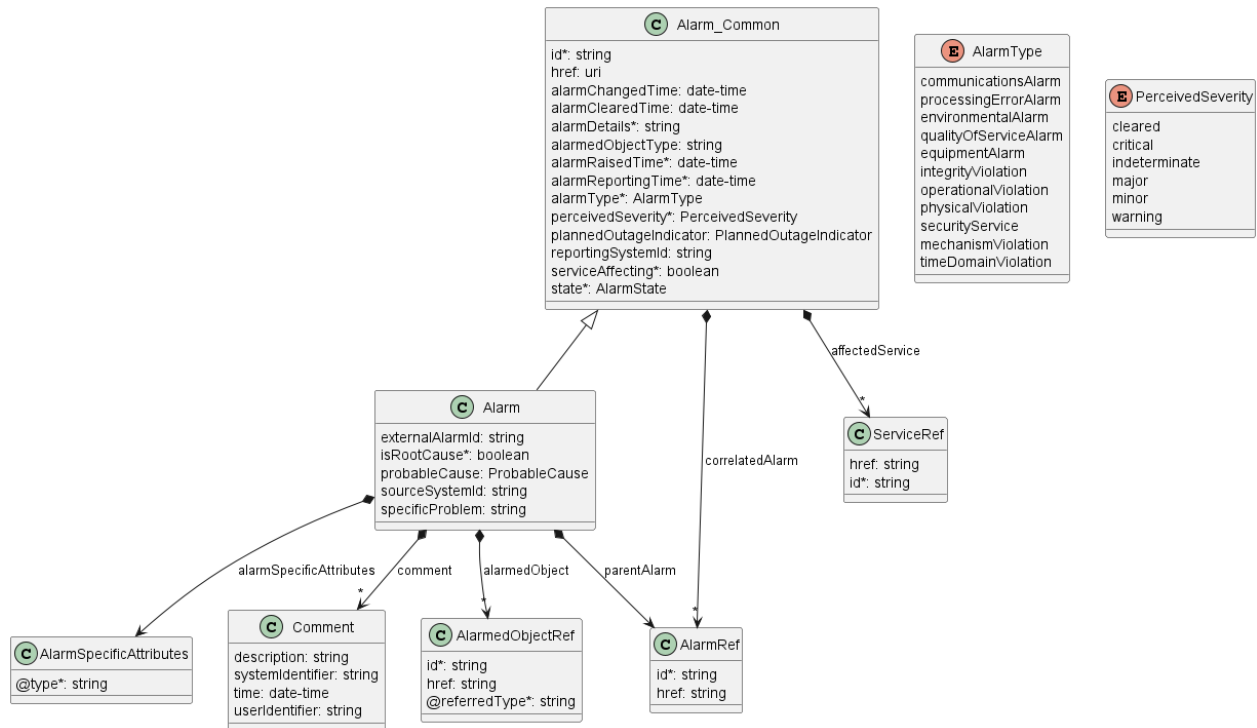 C Alarm_Common
id*: string
href: uri
alarmChangedTime: date-time
alarmClearedTime: date-time
alarmDetails*: string
alarmedObjectType: string
alarmRaisedTime*: date-time
alarmReportingTime*: date-time
alarmType*: AlarmType
perceivedSeverity*: PerceivedSeverity
plannedOutageIndicator: PlannedOutageIndicator
reportingSystemId: string
serviceAffecting*: boolean
state*: AlarmState
E AlarmType
communicationsAlarm
processingErrorAlarm
environmentalAlarm
qualityOfServiceAlarm
equipmentAlarm
integrityViolation
operationalViolation
physicalViolation
securityService
mechanismViolation
timeDomainViolation
E PerceivedSeverity
cleared
critical
indeterminate
major
minor
warning
affectedService
*
C Alarm
externalAlarmId: string
isRootCause*: boolean
probableCause: ProbableCause
sourceSystemId: string
specificProblem: string
correlatedAlarm
*
C ServiceRef
href: string
id*: string
alarmSpecificAttributes
comment
*
alarmedObject
*
parentAlarm
C AlarmSpecificAttributes
@type*: string
C Comment
description: string
systemIdentifier: string
time: date-time
userIdentifier: string
C AlarmedObjectRef
id*: string
href: string
@referredType*: string
C AlarmRef
id*: string
href: string